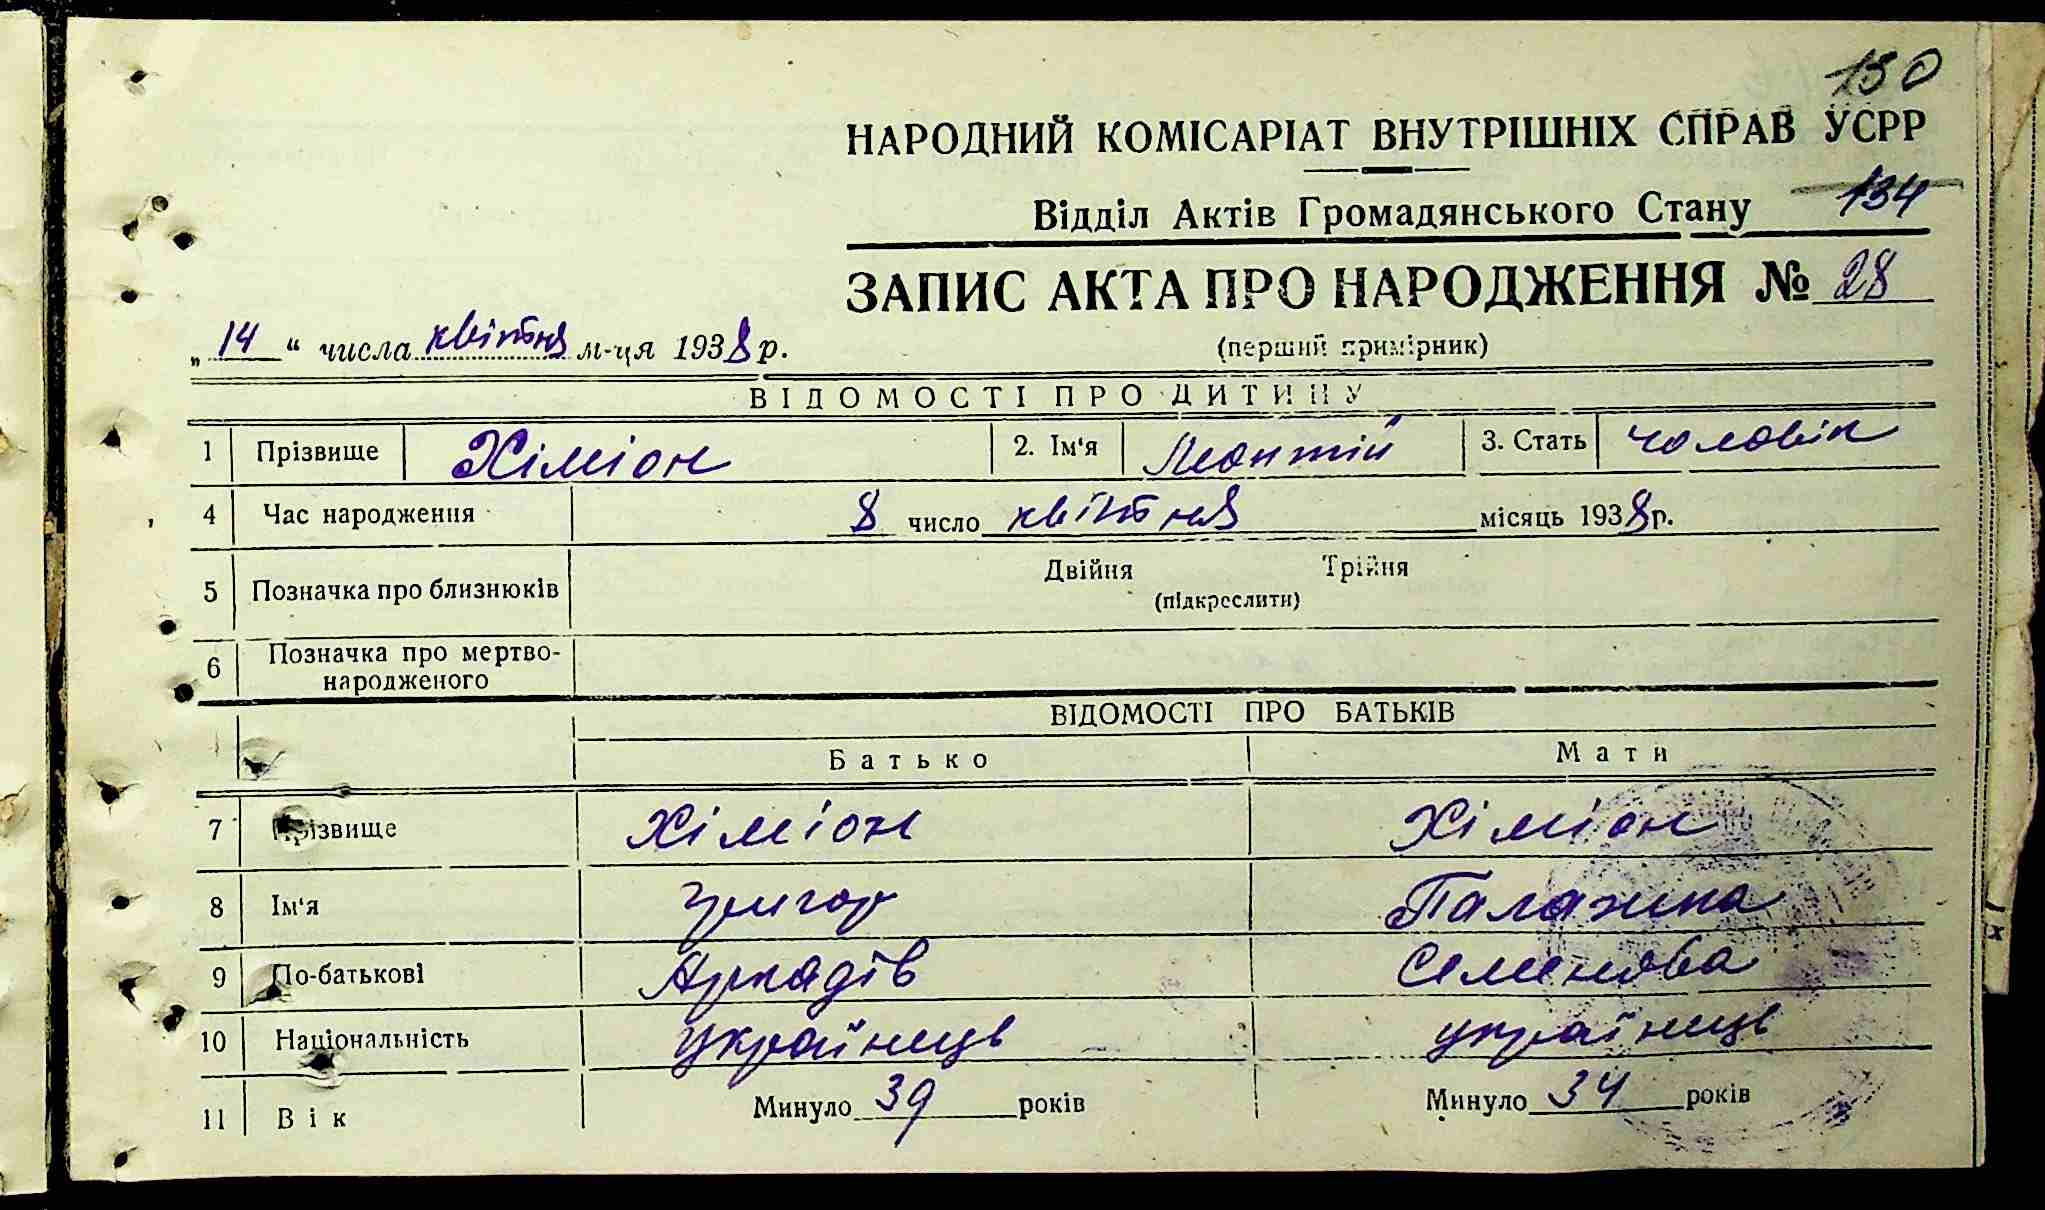 130
НАРОДНИЙ КОМІСАРІАТ ВНУТРІШНІХ СПРАВ УСРР
Відділ Актів Громадянського Стану 134
ЗАПИС АКТА ПРО НАРОДЖЕННЯ № 28
„ 14 “ числа квітня м-ця 1938 р.
(перший примірник)
ВІДОМОСТІ ПРО ДИТИНУ
1 Прізвище Хіміон 2. Ім'я Леонтій 3. Стать чоловік
4 Час народження 8 число квітня місяць 1938 р.
5 Позначка про близнюків Двійня Трійня
(підкреслити)
6 Позначка про мертво-
народженого
ВІДОМОСТІ ПРО БАТЬКІВ
Батько Мати
7 Прізвище Хіміон Хіміон
8 Ім'я Григор Палажка
9 По-батькові Аркадів Семенова
10 Національність українець українець
11 Вік Минуло 39 років Минуло 34 років